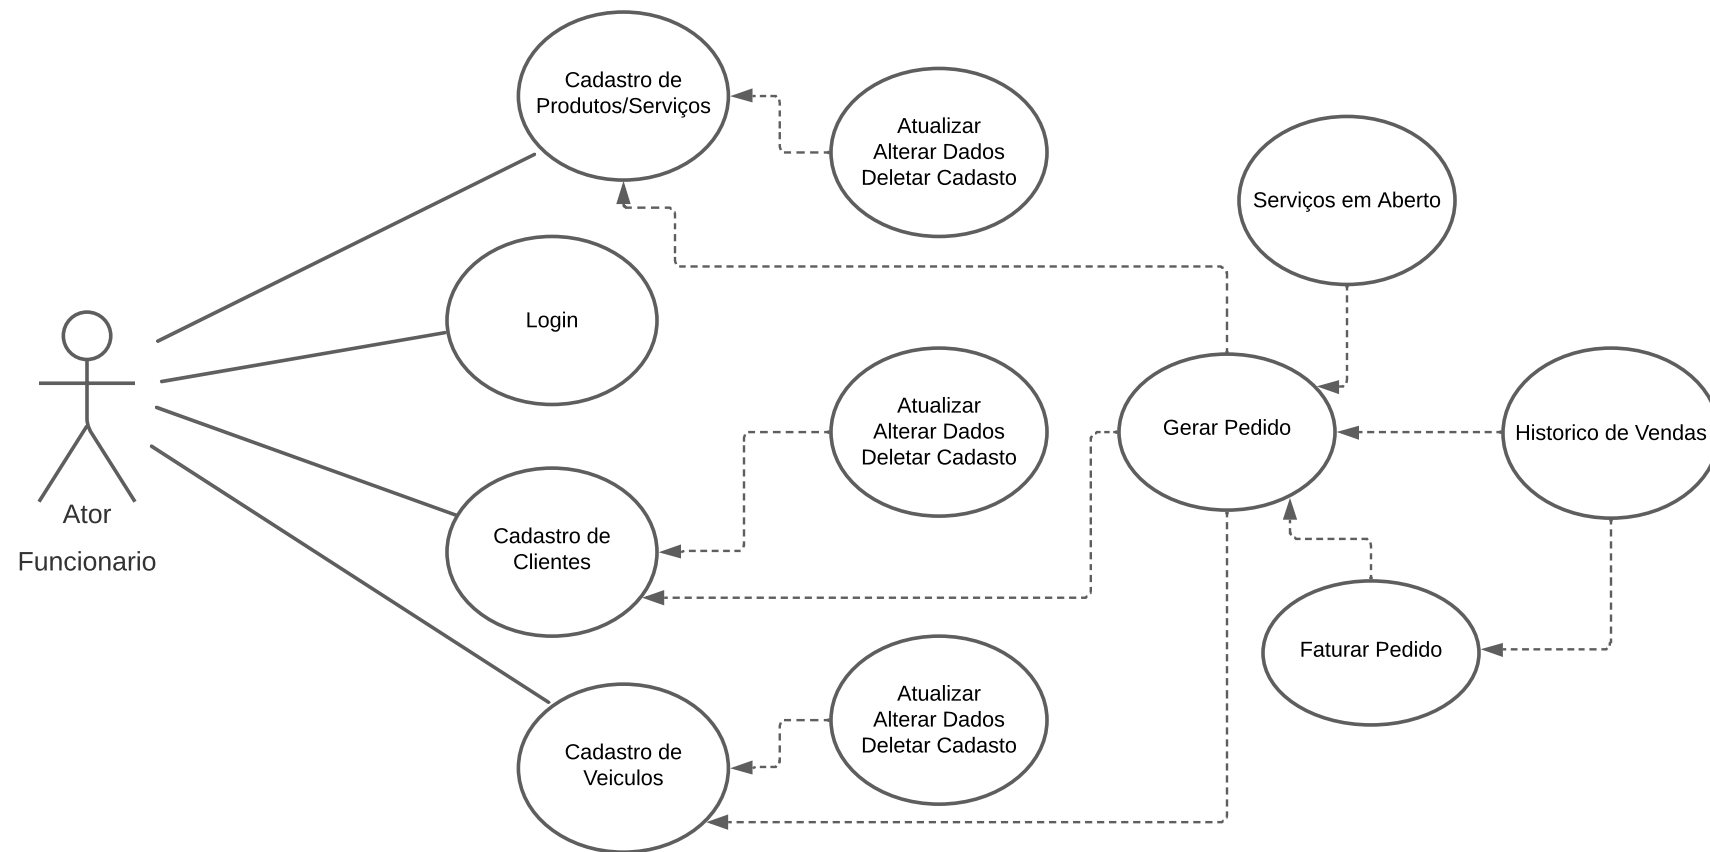 Cadastro de
Produtos/Serviços
Atualizar
Alterar Dados
Deletar Cadasto
Serviços em Aberto
Login
Atualizar
Alterar Dados
Deletar Cadasto
Gerar Pedido
Historico de Vendas
Ator
Funcionario
Cadastro de
Clientes
Faturar Pedido
Atualizar
Alterar Dados
Deletar Cadasto
Cadastro de
Veiculos